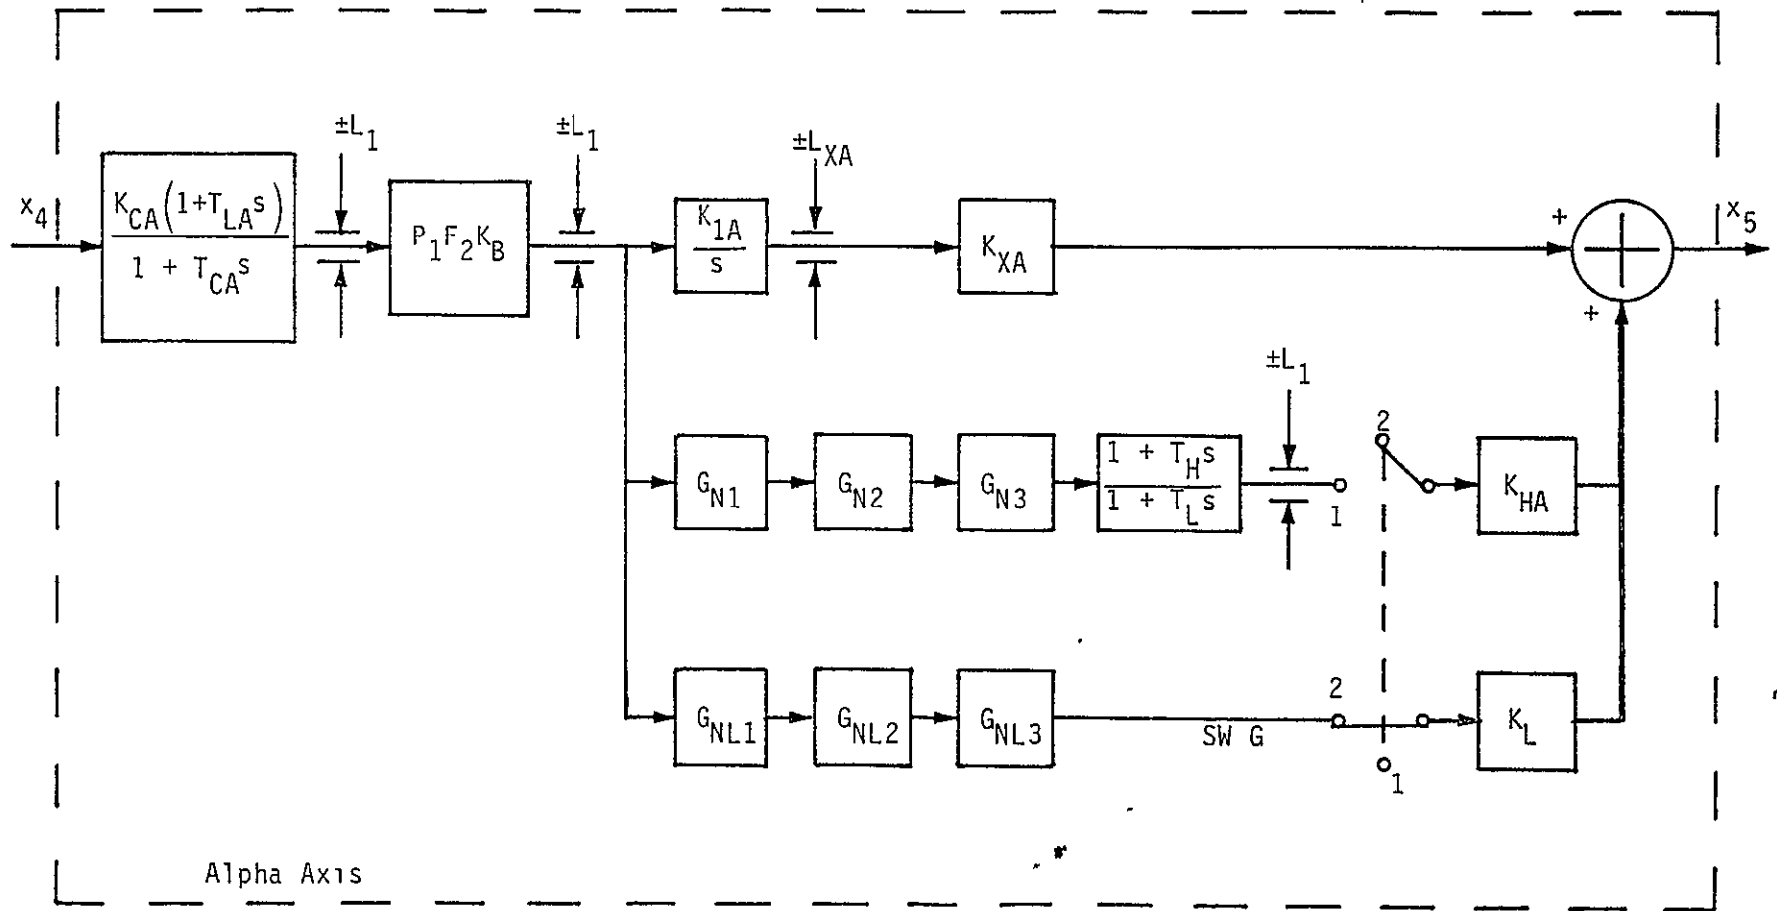 x4
KCA(1+TLAs)
1 + TCAs
±L1
P1F2KB
±L1
K1A
s
±LXA
KXA
+
+
x5
GN1
GN2
GN3
1 + THs
1 + TLs
±L1
1
2
KHA
GNL1
GNL2
GNL3
SW G
2
1
KL
Alpha Axis